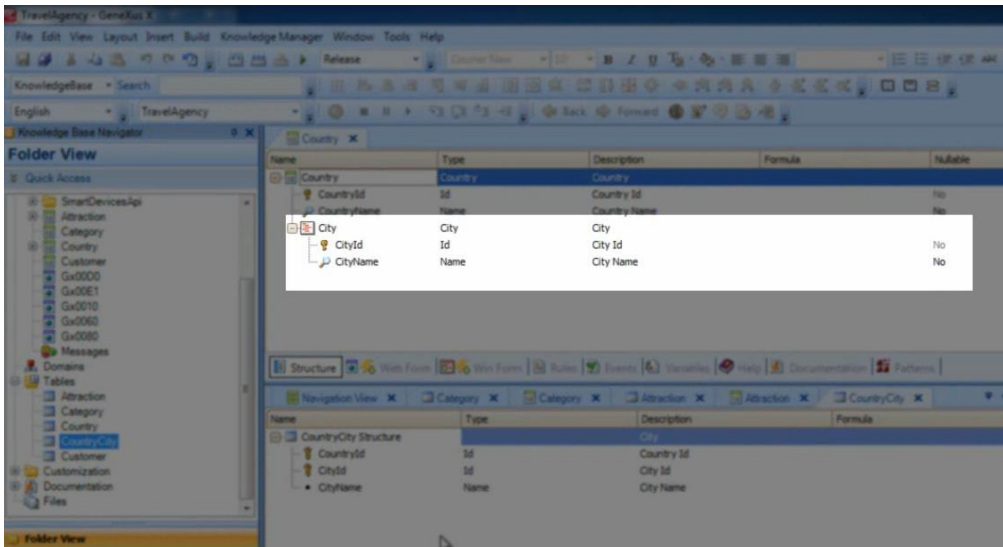 TravelAgency - GeneXus X
File Edit View Layout Insert Build Knowledge Manager Window Tools Help
Release Courier New 10 B I U ABC
KnowledgeBase Search
English TravelAgency Back Forward
Knowledge Base Navigator
Folder View
Quick Access
SmartDevicesApi
Attraction
Category
Country
Customer
Gx00D0
Gx00E1
Gx0010
Gx0060
Gx0080
Messages
Domains
Tables
Attraction
Category
Country
CountryCity
Customer
Customization
Documentation
Files
Folder View
Country
Name Type Description Formula Nullable
Country Country Country
CountryId Id Country Id No
CountryName Name Country Name No
City City City
CityId Id City Id No
CityName Name City Name No
Structure Web Form Win Form Rules Events Variables Help Documentation Patterns
Navigation View Category Category Attraction Attraction CountryCity
Name Type Description Formula
CountryCity Structure City
CountryId Id Country Id
CityId Id City Id
CityName Name City Name